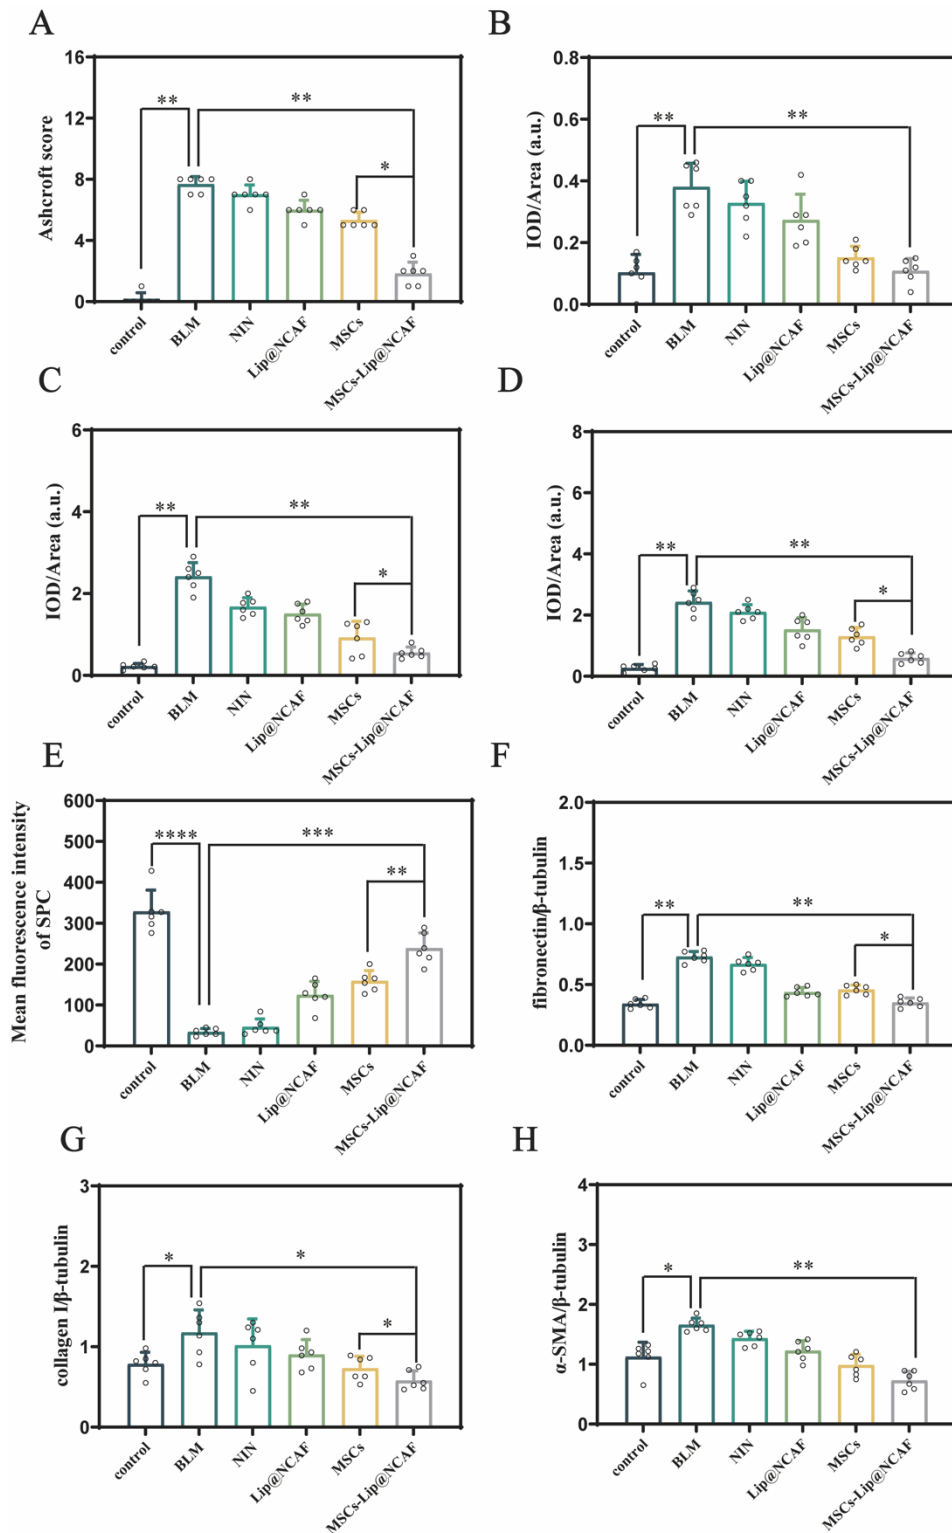 A
Ashcroft score
16
12
8
4
0
**
**
*
control
BLM
NIN
Lip@NCAF
MSCs
MSCs-Lip@NCAF
B
IOD/Area (a.u.)
0.8
0.6
0.4
0.2
0.0
**
**
control
BLM
NIN
Lip@NCAF
MSCs
MSCs-Lip@NCAF
C
IOD/Area (a.u.)
6
4
2
0
**
**
*
control
BLM
NIN
Lip@NCAF
MSCs
MSCs-Lip@NCAF
D
IOD/Area (a.u.)
8
6
4
2
0
**
**
*
control
BLM
NIN
Lip@NCAF
MSCs
MSCs-Lip@NCAF
E
Mean fluorescence intensity
of SPC
600
500
400
300
200
100
0
****
***
**
control
BLM
NIN
Lip@NCAF
MSCs
MSCs-Lip@NCAF
F
fibronectin/β-tubulin
2.0
1.5
1.0
0.5
0.0
**
**
*
control
BLM
NIN
Lip@NCAF
MSCs
MSCs-Lip@NCAF
G
collagen I/β-tubulin
3
2
1
0
*
*
*
control
BLM
NIN
Lip@NCAF
MSCs
MSCs-Lip@NCAF
H
α-SMA/β-tubulin
4
3
2
1
0
*
**
control
BLM
NIN
Lip@NCAF
MSCs
MSCs-Lip@NCAF